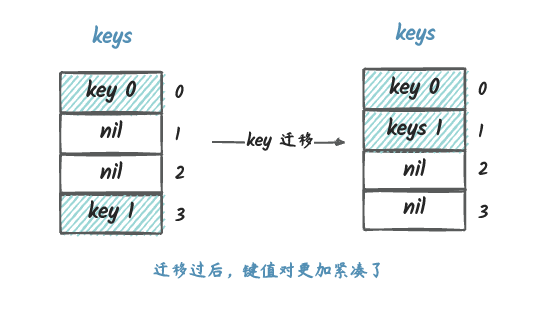 keys
key 0 0
nil 1
nil 2
key 1 3
key 迁移
keys
key 0 0
keys 1 1
nil 2
nil 3
迁移过后，键值对更加紧凑了